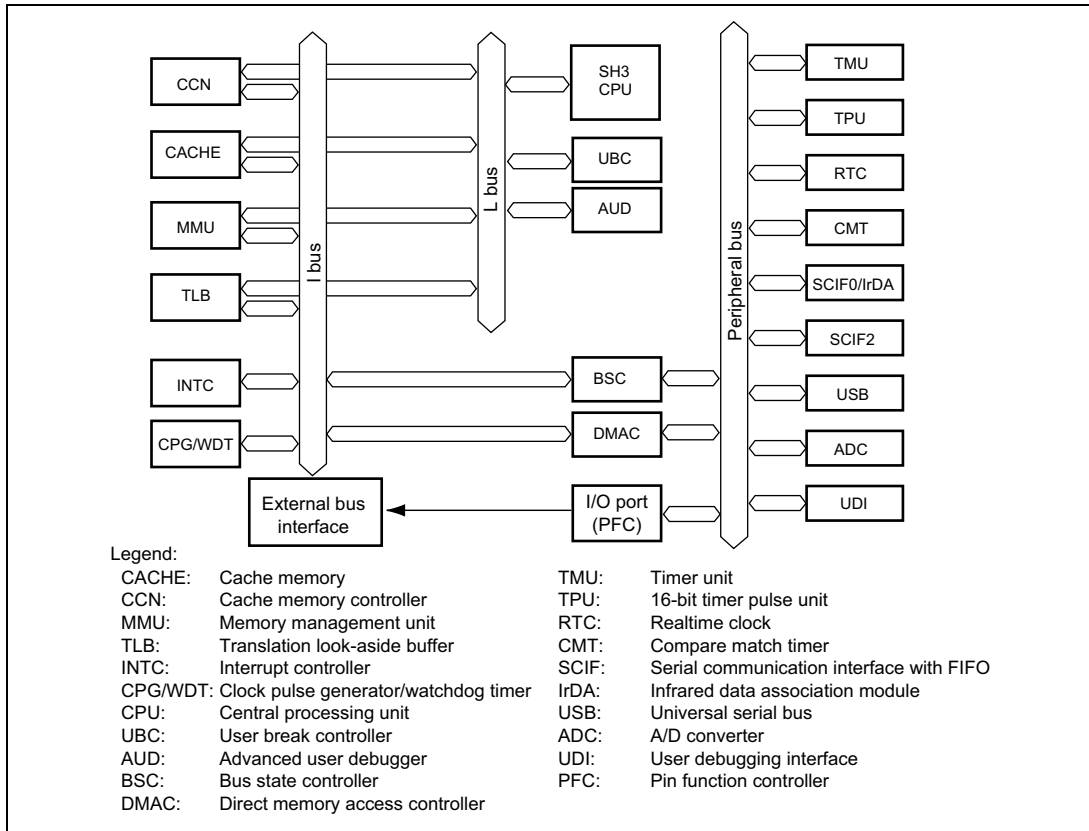 CCN
CACHE
MMU
TLB
INTC
CPG/WDT
I bus
L bus
SH3
CPU
UBC
AUD
BSC
DMAC
External bus
interface
I/O port
(PFC)
Peripheral bus
TMU
TPU
RTC
CMT
SCIF0/IrDA
SCIF2
USB
ADC
UDI
Legend:
CACHE: Cache memory
CCN: Cache memory controller
MMU: Memory management unit
TLB: Translation look-aside buffer
INTC: Interrupt controller
CPG/WDT: Clock pulse generator/watchdog timer
CPU: Central processing unit
UBC: User break controller
AUD: Advanced user debugger
BSC: Bus state controller
DMAC: Direct memory access controller
TMU: Timer unit
TPU: 16-bit timer pulse unit
RTC: Realtime clock
CMT: Compare match timer
SCIF: Serial communication interface with FIFO
IrDA: Infrared data association module
USB: Universal serial bus
ADC: A/D converter
UDI: User debugging interface
PFC: Pin function controller